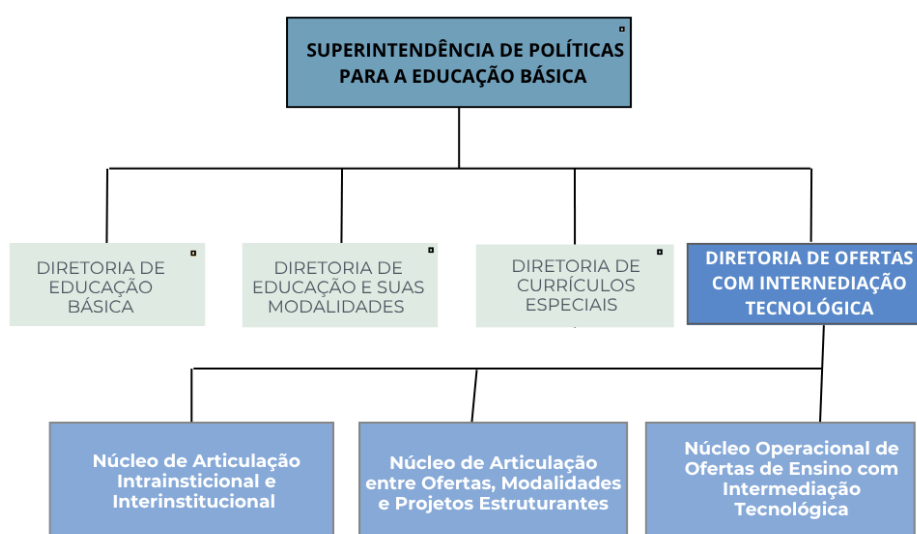 SUPERINTENDÊNCIA DE POLÍTICAS
PARA A EDUCAÇÃO BÁSICA
DIRETORIA DE
EDUCAÇÃO
BÁSICA
DIRETORIA DE
EDUCAÇÃO E SUAS
MODALIDADES
DIRETORIA DE
CURRÍCULOS
ESPECIAIS
DIRETORIA DE OFERTAS
COM INTERNEDIAÇÃO
TECNOLÓGICA
Núcleo de Articulação
Intrainsticional e
Interinstitucional
Núcleo de Articulação
entre Ofertas, Modalidades
e Projetos Estruturantes
Núcleo Operacional de
Ofertas de Ensino com
Intermediação
Tecnológica